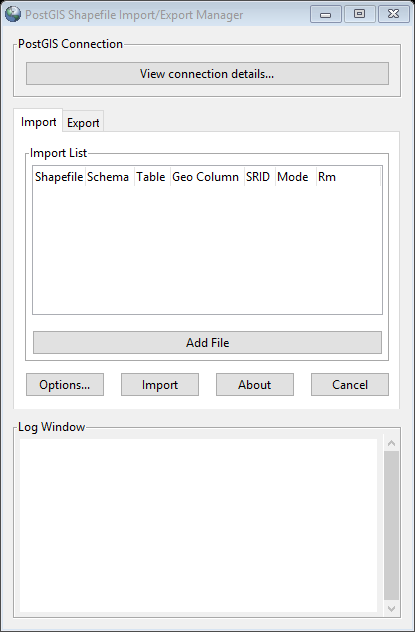 PostGIS Shapefile Import/Export Manager
PostGIS Connection
View connection details...
Import Export
Import List
Shapefile Schema Table Geo Column SRID Mode Rm
Add File
Options... Import About Cancel
Log Window